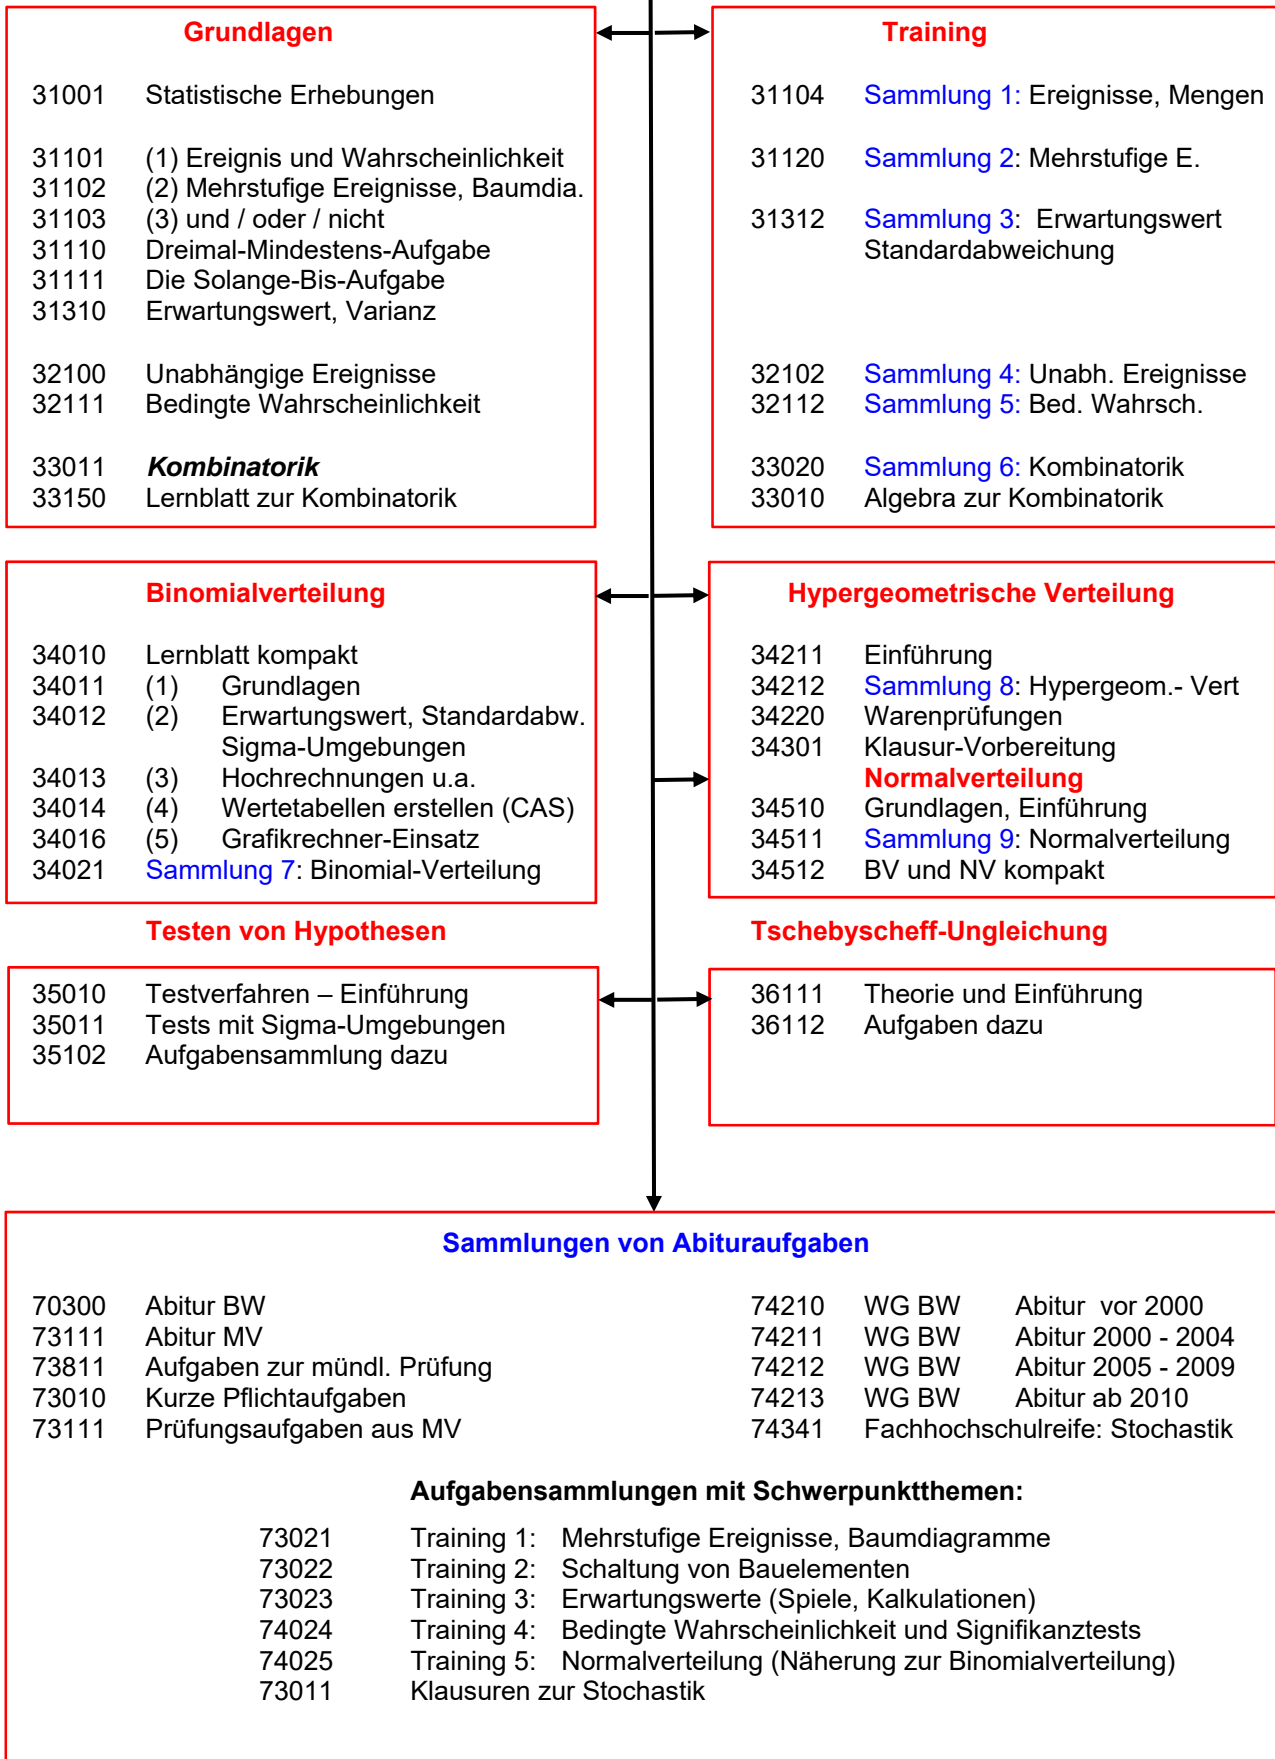 Grundlagen
31001 Statistische Erhebungen
31101 (1) Ereignis und Wahrscheinlichkeit
31102 (2) Mehrstufige Ereignisse, Baumdia.
31103 (3) und / oder / nicht
31110 Dreimal-Mindestens-Aufgabe
31111 Die Solange-Bis-Aufgabe
31310 Erwartungswert, Varianz
32100 Unabhängige Ereignisse
32111 Bedingte Wahrscheinlichkeit
33011 Kombinatorik
33150 Lernblatt zur Kombinatorik
Training
31104 Sammlung 1: Ereignisse, Mengen
31120 Sammlung 2: Mehrstufige E.
31312 Sammlung 3: Erwartungswert
Standardabweichung
32102 Sammlung 4: Unabh. Ereignisse
32112 Sammlung 5: Bed. Wahrsch.
33020 Sammlung 6: Kombinatorik
33010 Algebra zur Kombinatorik
Binomialverteilung
34010 Lernblatt kompakt
34011 (1) Grundlagen
34012 (2) Erwartungswert, Standardabw.
Sigma-Umgebungen
34013 (3) Hochrechnungen u.a.
34014 (4) Wertetabellen erstellen (CAS)
34016 (5) Grafikrechner-Einsatz
34021 Sammlung 7: Binomial-Verteilung
Hypergeometrische Verteilung
34211 Einführung
34212 Sammlung 8: Hypergeom.- Vert
34220 Warenprüfungen
34301 Klausur-Vorbereitung
Normalverteilung
34510 Grundlagen, Einführung
34511 Sammlung 9: Normalverteilung
34512 BV und NV kompakt
Testen von Hypothesen
35010 Testverfahren – Einführung
35011 Tests mit Sigma-Umgebungen
35102 Aufgabensammlung dazu
Tschebyscheff-Ungleichung
36111 Theorie und Einführung
36112 Aufgaben dazu
Sammlungen von Abituraufgaben
70300 Abitur BW
73111 Abitur MV
73811 Aufgaben zur mündl. Prüfung
73010 Kurze Pflichtaufgaben
73111 Prüfungsaufgaben aus MV
74210 WG BW Abitur vor 2000
74211 WG BW Abitur 2000 - 2004
74212 WG BW Abitur 2005 - 2009
74213 WG BW Abitur ab 2010
74341 Fachhochschulreife: Stochastik
Aufgabensammlungen mit Schwerpunktthemen:
73021 Training 1: Mehrstufige Ereignisse, Baumdiagramme
73022 Training 2: Schaltung von Bauelementen
73023 Training 3: Erwartungswerte (Spiele, Kalkulationen)
74024 Training 4: Bedingte Wahrscheinlichkeit und Signifikanztests
74025 Training 5: Normalverteilung (Näherung zur Binomialverteilung)
73011 Klausuren zur Stochastik